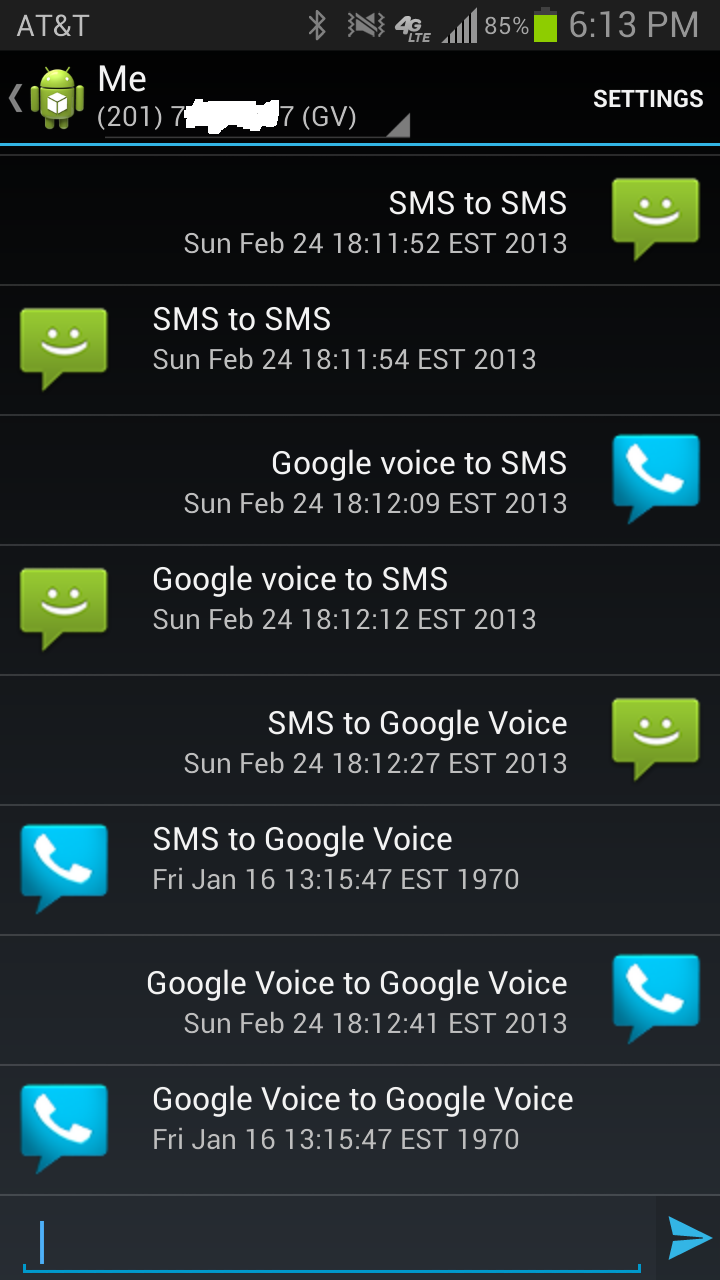 AT&T 4G LTE 85% 6:13 PM
Me
(201) 7 7 (GV)
SETTINGS
SMS to SMS
Sun Feb 24 18:11:52 EST 2013
SMS to SMS
Sun Feb 24 18:11:54 EST 2013
Google voice to SMS
Sun Feb 24 18:12:09 EST 2013
Google voice to SMS
Sun Feb 24 18:12:12 EST 2013
SMS to Google Voice
Sun Feb 24 18:12:27 EST 2013
SMS to Google Voice
Fri Jan 16 13:15:47 EST 1970
Google Voice to Google Voice
Sun Feb 24 18:12:41 EST 2013
Google Voice to Google Voice
Fri Jan 16 13:15:47 EST 1970